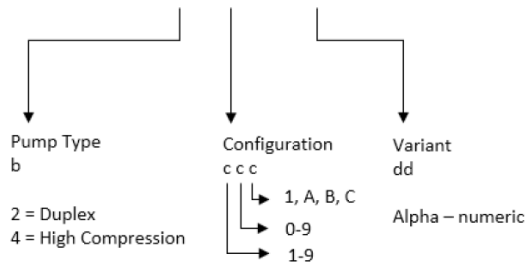 Pump Type
b
2 = Duplex
4 = High Compression
Configuration
c c c
1, A, B, C
0-9
1-9
Variant
dd
Alpha – numeric